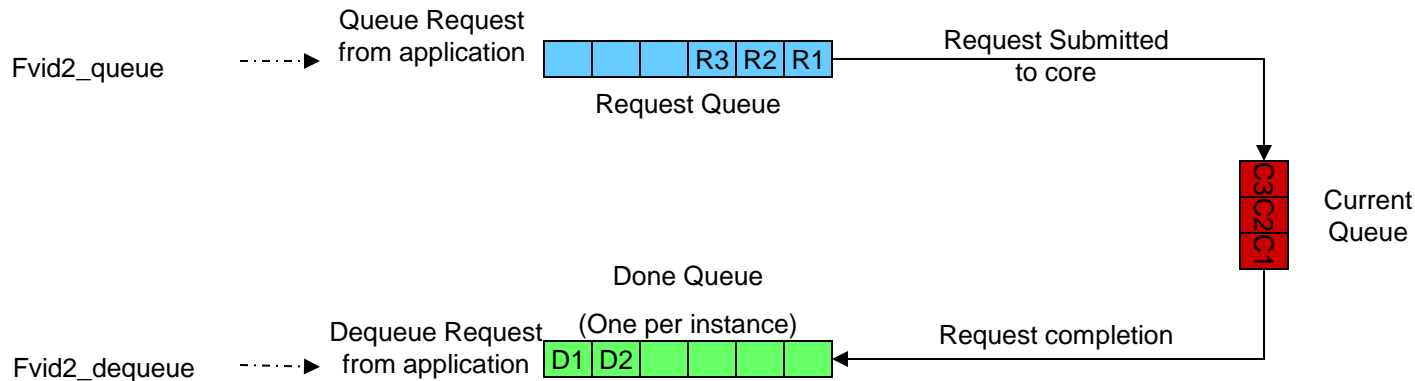 Fvid2_queue
Queue Request
from application
R3 R2 R1
Request Queue
Request Submitted
to core
C3 C2 C1
Current
Queue
Done Queue
(One per instance)
Fvid2_dequeue
Dequeue Request
from application
D1 D2
Request completion